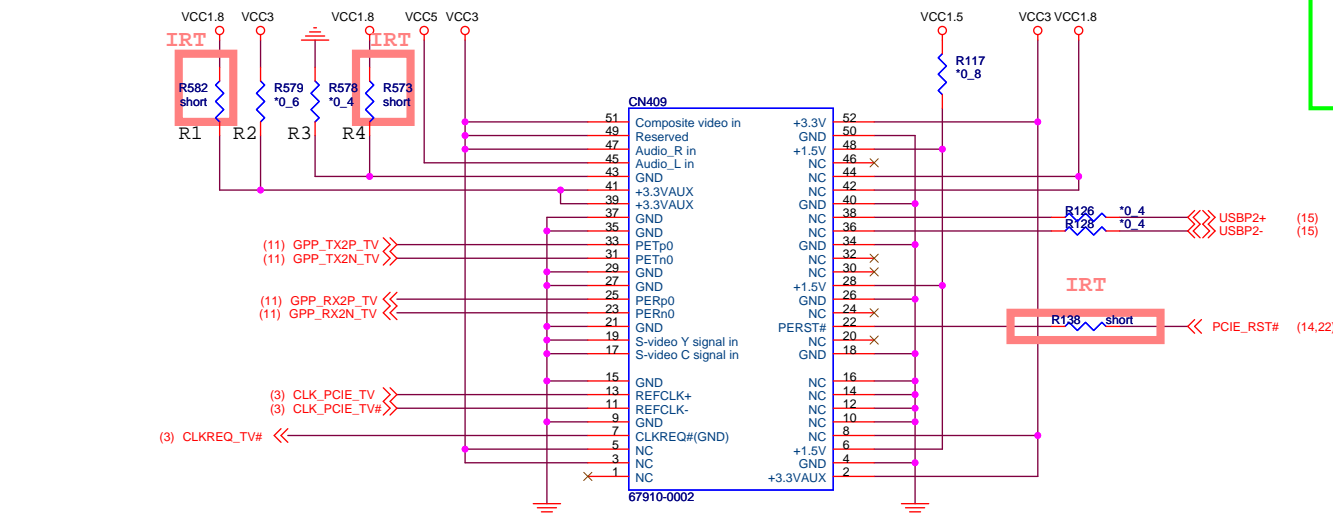 VCC1.8 VCC3 VCC1.8 VCC5 VCC3 VCC1.5 VCC3 VCC1.8
IRT IRT
R582 short
R579 *0_6
R578 *0_4
R573 short
R1 R2 R3 R4
R117
*0_8
CN409
51 Composite video in +3.3V 52
49 Reserved GND 50
47 Audio_R in +1.5V 48
45 Audio_L in NC 46
43 GND NC 44
41 +3.3VAUX NC 42
39 +3.3VAUX GND 40
37 GND NC 38 R126 *0_4 USBP2+ (15)
35 GND NC 36 R128 *0_4 USBP2- (15)
(11) GPP_TX2P_TV 33 PETp0 GND 34
(11) GPP_TX2N_TV 31 PETn0 NC 32
29 GND NC 30
27 GND +1.5V 28
IRT
(11) GPP_RX2P_TV 25 PERp0 GND 26
(11) GPP_RX2N_TV 23 PERn0 NC 24
21 GND PERST# 22 R138 short PCIE_RST# (14,22)
19 S-video Y signal in NC 20
17 S-video C signal in GND 18
15 GND NC 16
(3) CLK_PCIE_TV 13 REFCLK+ NC 14
(3) CLK_PCIE_TV# 11 REFCLK- NC 12
9 GND NC 10
(3) CLKREQ_TV# 7 CLKREQ#(GND) NC 8
5 NC +1.5V 6
3 NC GND 4
1 NC +3.3VAUX 2
67910-0002